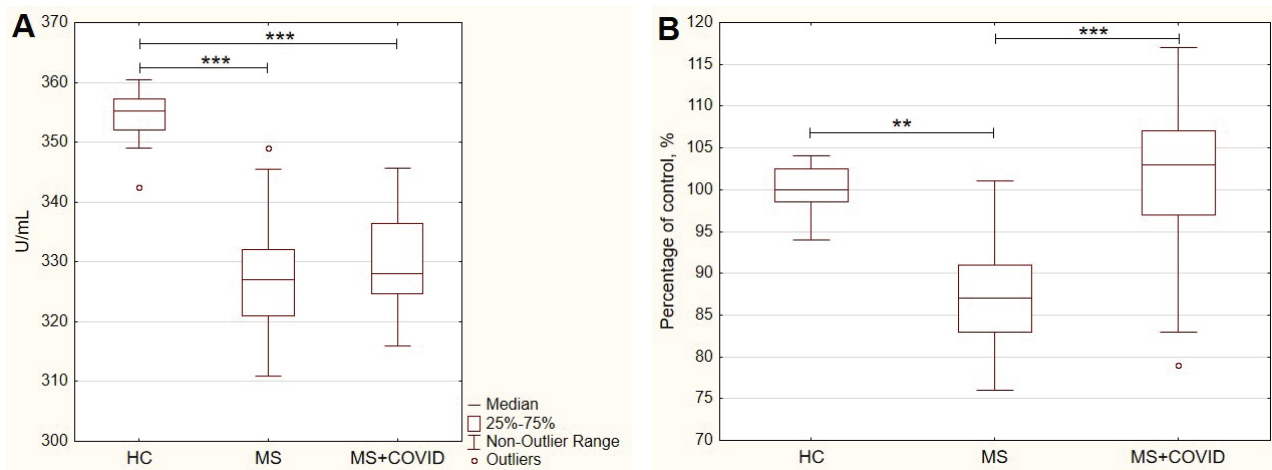 A
370
360
350
340
330
320
310
300
U/mL
***
***
HC
MS
MS+COVID
Median
25%-75%
Non-Outlier Range
Outliers
B
120
115
110
105
100
95
90
85
80
75
70
Percentage of control, %
***
**
HC
MS
MS+COVID